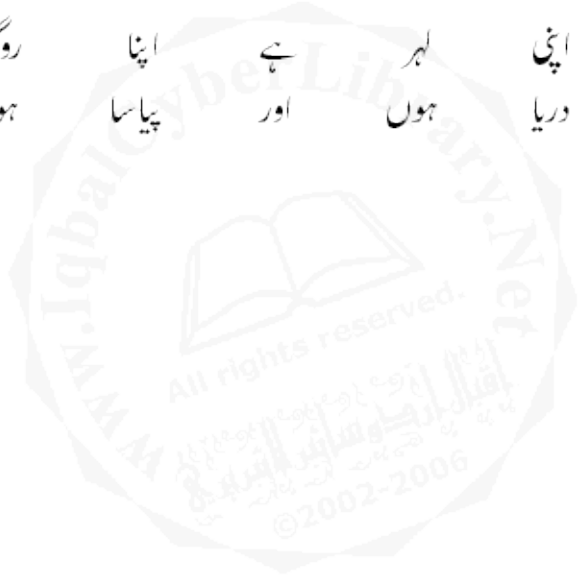 اپنی لہر ہے اپنا
دریا ہوں اور پیاسا
www.IqbalCyberLibrary.Net
All rights reserved.
©2002-2006